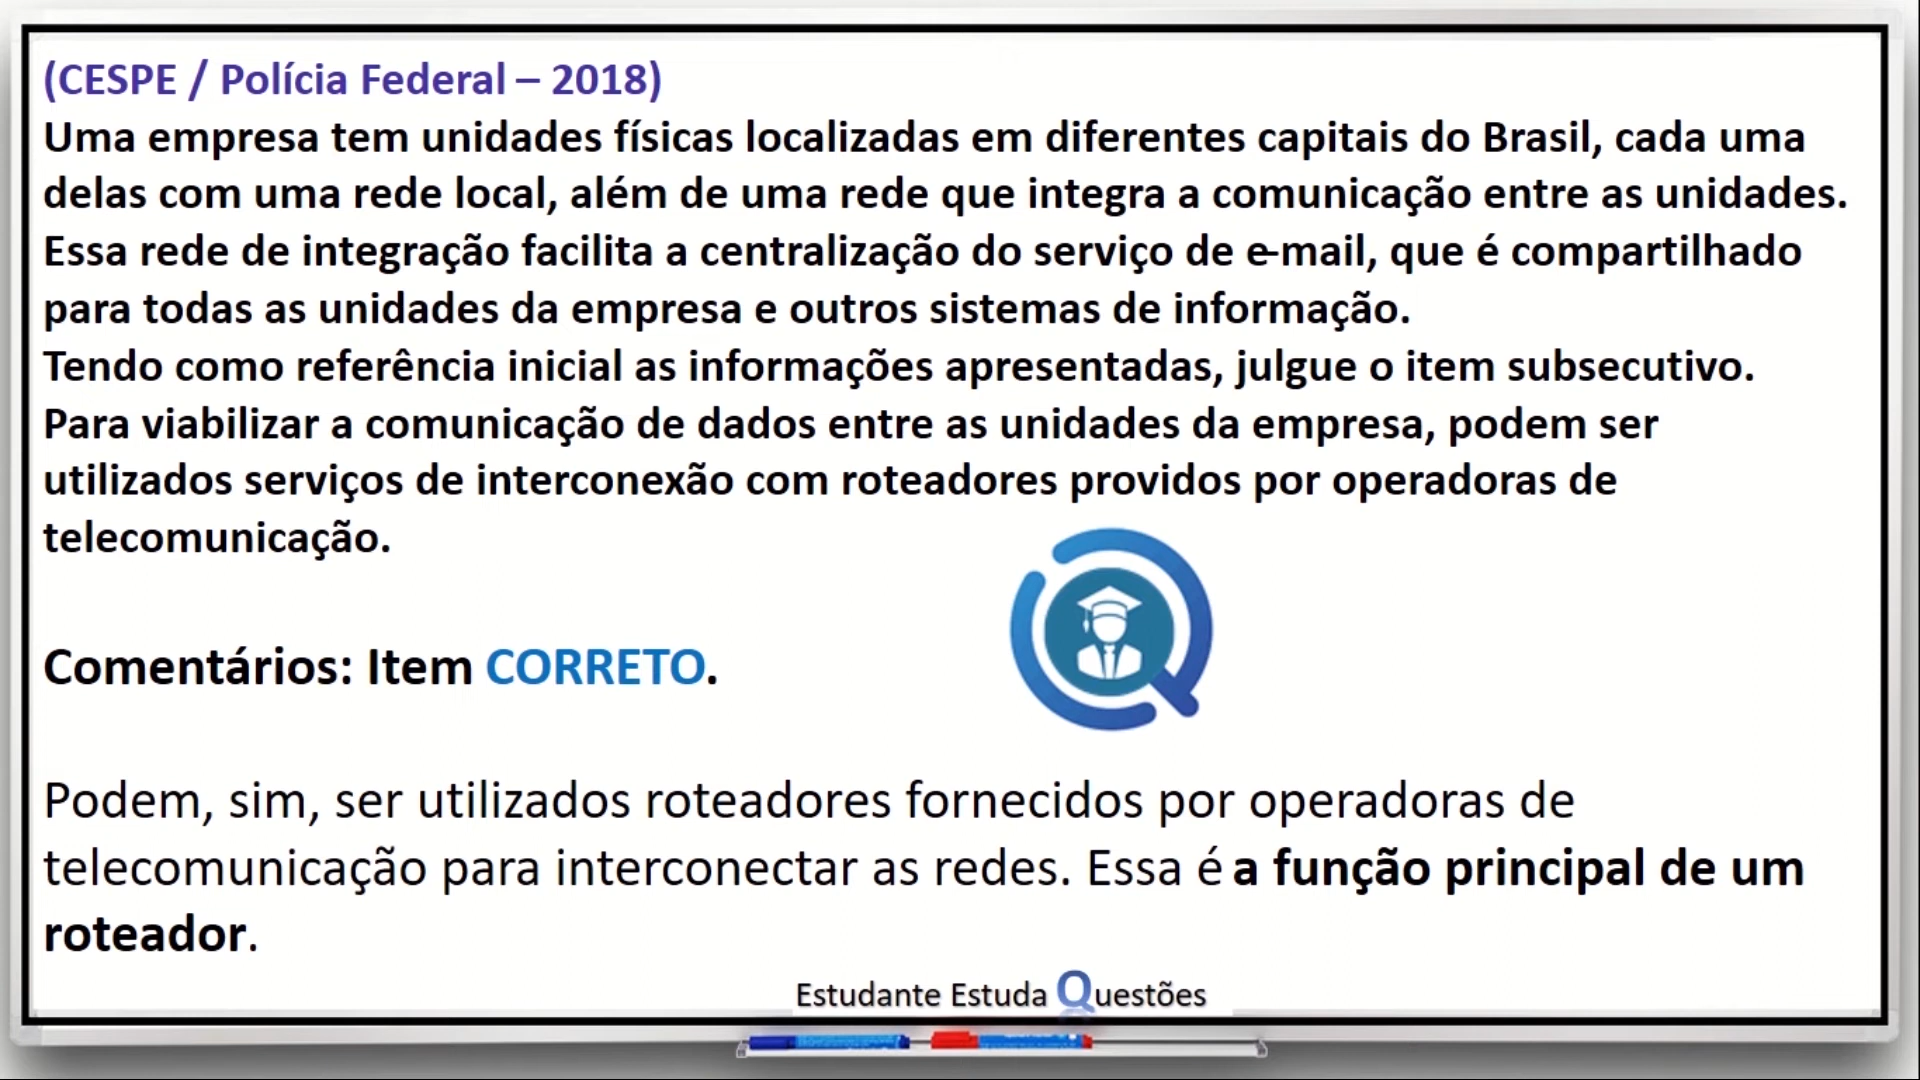 (CESPE / Polícia Federal – 2018)
Uma empresa tem unidades físicas localizadas em diferentes capitais do Brasil, cada uma
delas com uma rede local, além de uma rede que integra a comunicação entre as unidades.
Essa rede de integração facilita a centralização do serviço de e-mail, que é compartilhado
para todas as unidades da empresa e outros sistemas de informação.
Tendo como referência inicial as informações apresentadas, julgue o item subsecutivo.
Para viabilizar a comunicação de dados entre as unidades da empresa, podem ser
utilizados serviços de interconexão com roteadores providos por operadoras de
telecomunicação.
Comentários: Item CORRETO.
Podem, sim, ser utilizados roteadores fornecidos por operadoras de
telecomunicação para interconectar as redes. Essa é a função principal de um
roteador.
Estudante Estuda Questões